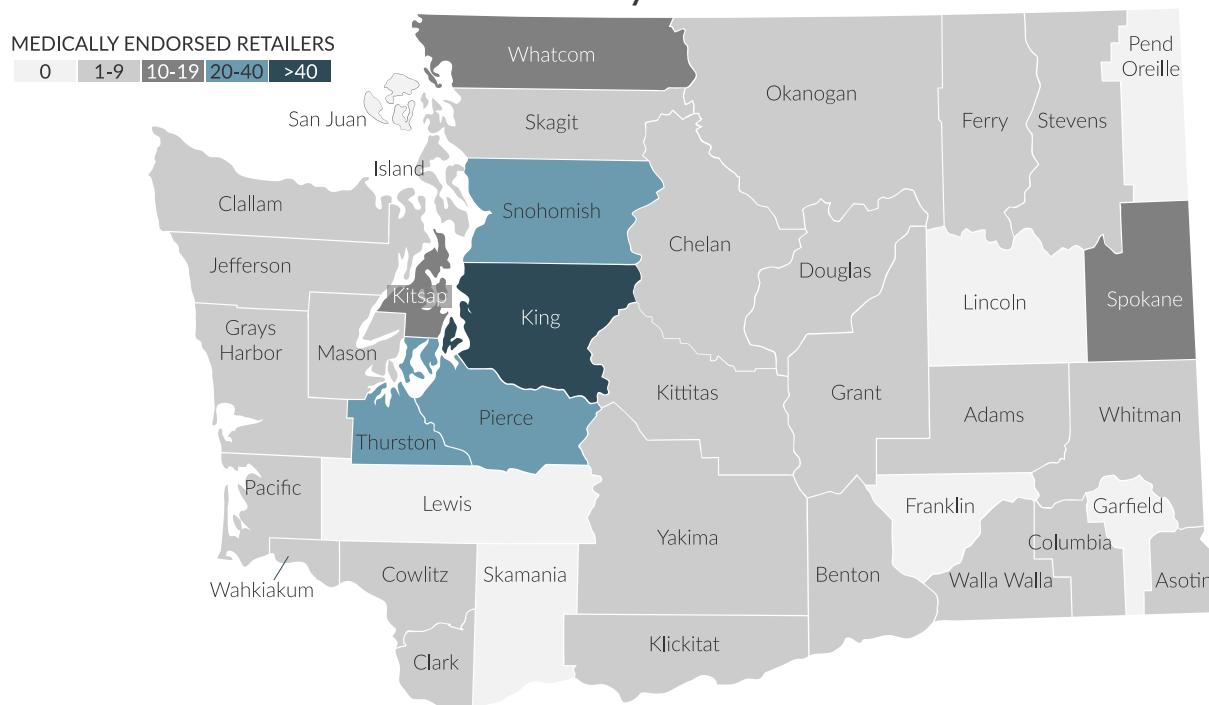 MEDICALLY ENDORSED RETAILERS
0 1-9 10-19 20-40 >40
Whatcom
Pend
Oreille
Okanogan
San Juan
Skagit
Ferry
Stevens
Island
Clallam
Snohomish
Chelan
Jefferson
Douglas
Kitsap
King
Lincoln
Spokane
Grays
Harbor
Mason
Kittitas
Grant
Adams
Whitman
Thurston
Pierce
Pacific
Lewis
Franklin
Garfield
Yakima
Columbia
Wahkiakum
Cowlitz
Skamania
Benton
Walla Walla
Asotin
Klickitat
Clark